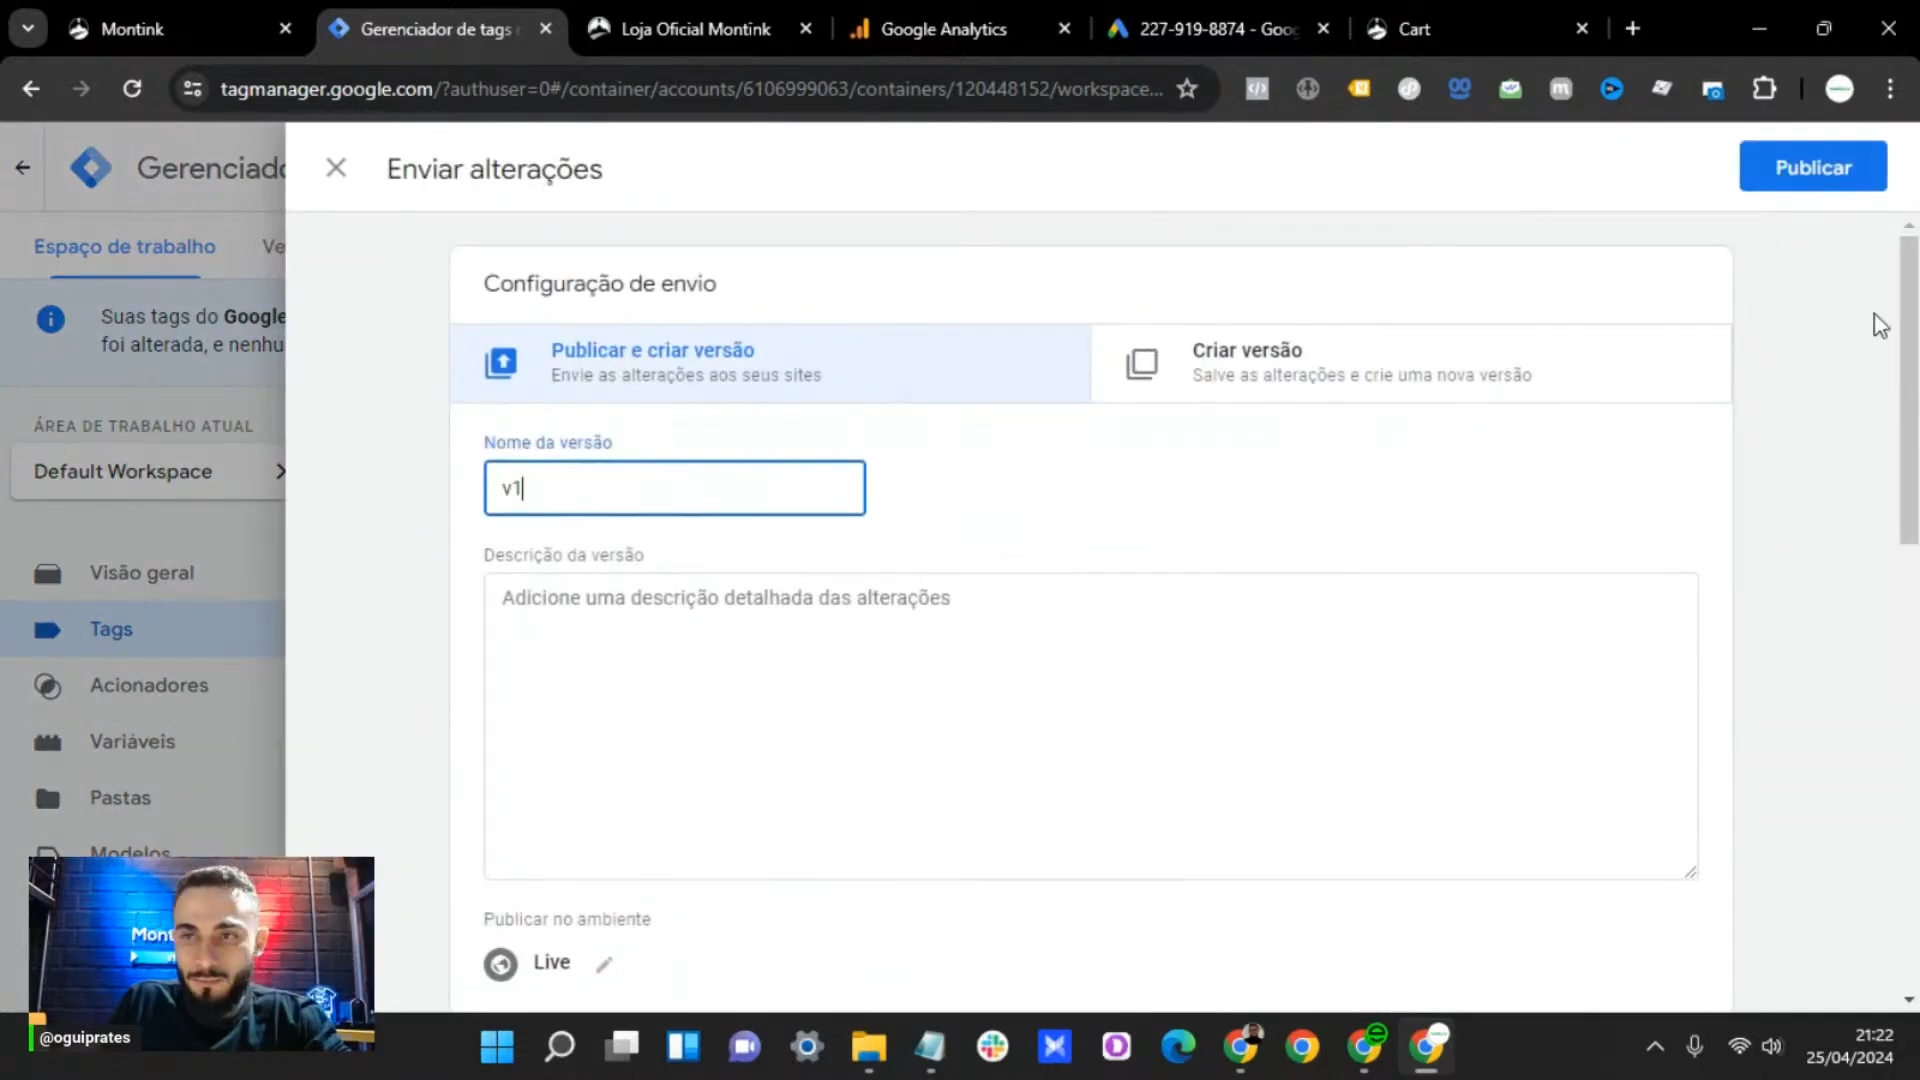 Montink
Gerenciador de tags
Loja Oficial Montink
Google Analytics
227-919-8874 - Goog
Cart
tagmanager.google.com/?authuser=0#/container/accounts/6106999063/containers/120448152/workspace...
Gerenciado
Enviar alterações
Publicar
Espaço de trabalho
Ve
Configuração de envio
Suas tags do Google
foi alterada, e nenhu
Publicar e criar versão
Envie as alterações aos seus sites
Criar versão
Salve as alterações e crie uma nova versão
ÁREA DE TRABALHO ATUAL
Default Workspace
Nome da versão
v1
Descrição da versão
Adicione uma descrição detalhada das alterações
Visão geral
Tags
Acionadores
Variáveis
Pastas
Modelos
Publicar no ambiente
Live
Mont
@oguiprates
21:22
25/04/2024